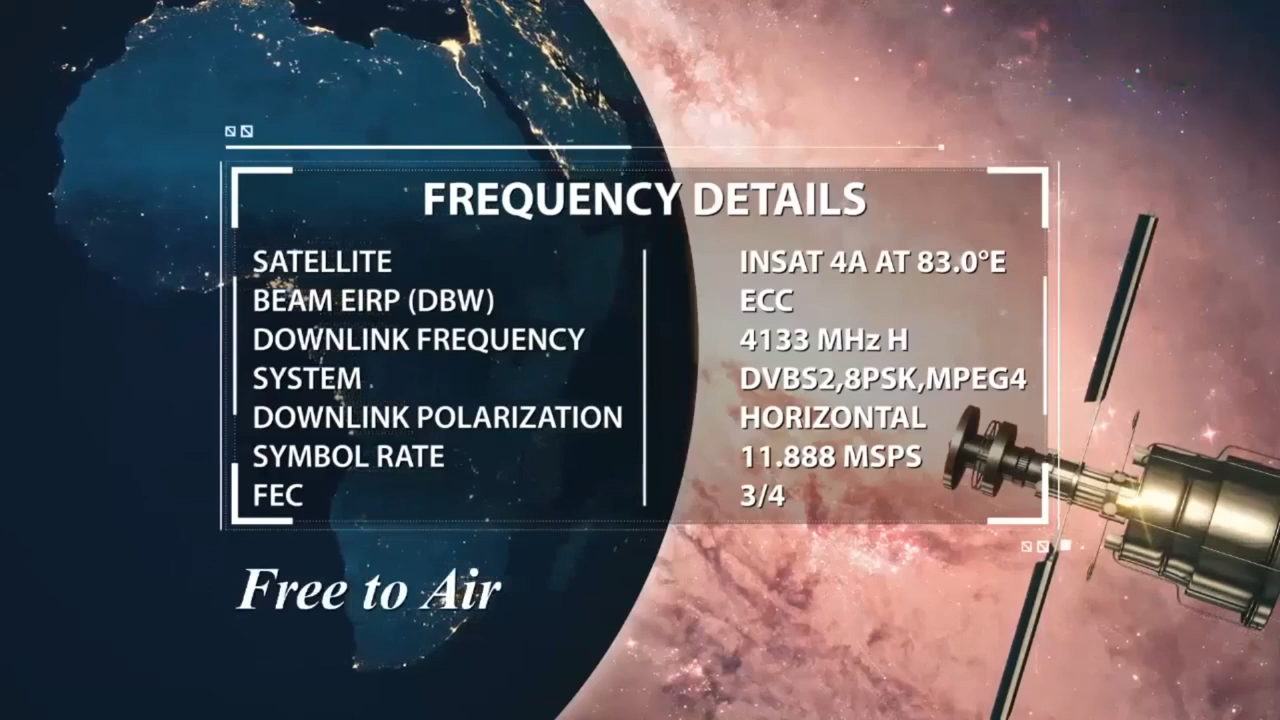 FREQUENCY DETAILS
SATELLITE INSAT 4A AT 83.0°E
BEAM EIRP (DBW) ECC
DOWNLINK FREQUENCY 4133 MHz H
SYSTEM DVBS2,8PSK,MPEG4
DOWNLINK POLARIZATION HORIZONTAL
SYMBOL RATE 11.888 MSPS
FEC 3/4
Free to Air